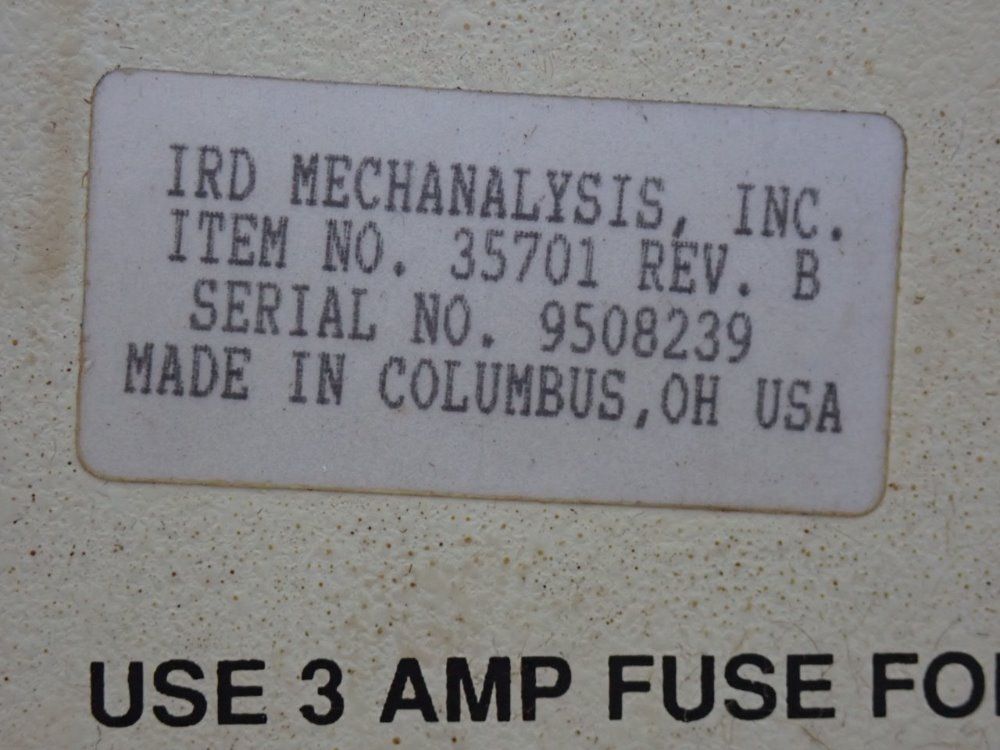 IRD MECHANALYSIS, INC.
ITEM NO. 35701 REV. B
SERIAL NO. 9508239
MADE IN COLUMBUS,OH USA
USE 3 AMP FUSE